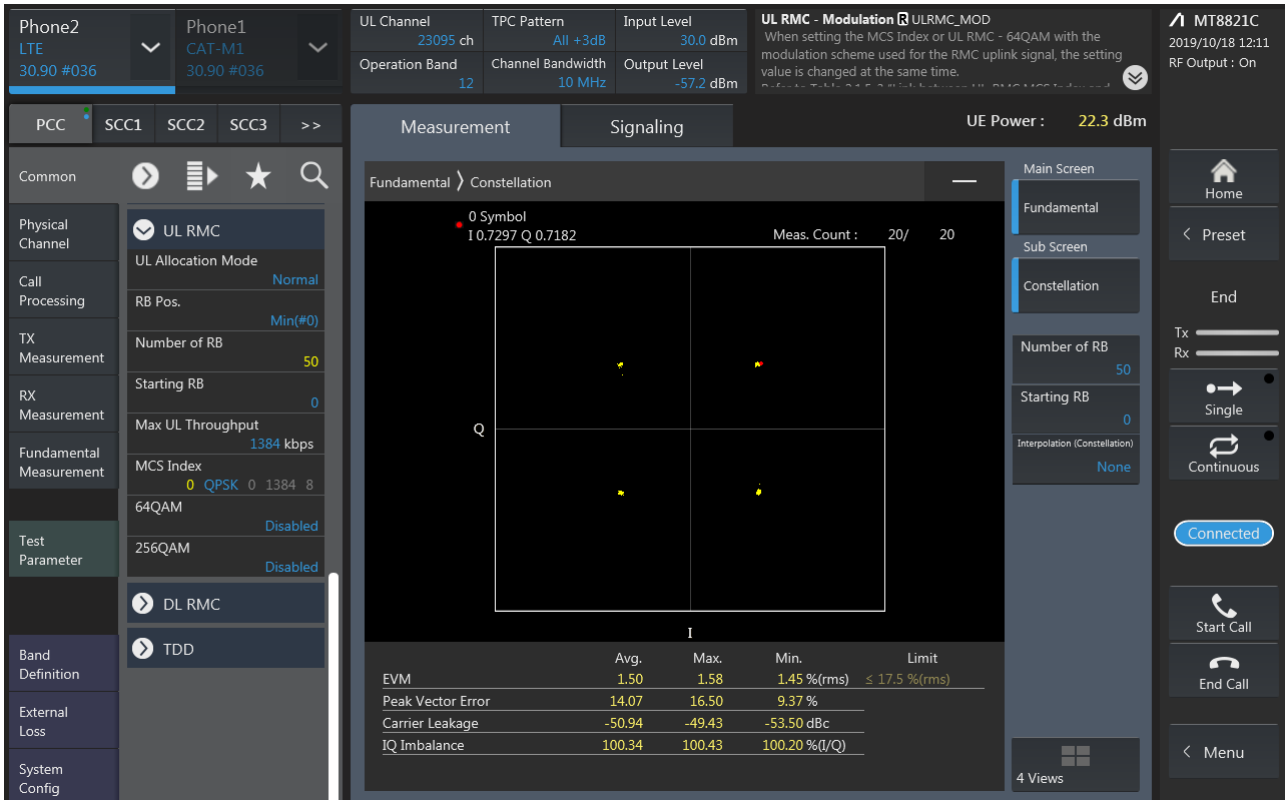 Phone2
LTE
30.90 #036
Phone1
CAT-M1
30.90 #036
UL Channel
23095 ch
TPC Pattern
All +3dB
Input Level
30.0 dBm
Operation Band
12
Channel Bandwidth
10 MHz
Output Level
-57.2 dBm
UL RMC - Modulation R ULRMC_MOD
When setting the MCS Index or UL RMC - 64QAM with the
modulation scheme used for the RMC uplink signal, the setting
value is changed at the same time.
MT8821C
2019/10/18 12:11
RF Output : On
PCC SCC1 SCC2 SCC3 >>
Measurement
Signaling
UE Power : 22.3 dBm
Common
Physical
Channel
Call
Processing
TX
Measurement
RX
Measurement
Fundamental
Measurement
Test
Parameter
Band
Definition
External
Loss
System
Config
UL RMC
UL Allocation Mode
Normal
RB Pos.
Min(#0)
Number of RB
50
Starting RB
0
Max UL Throughput
1384 kbps
MCS Index
0 QPSK 0 1384 8
64QAM
Disabled
256QAM
Disabled
DL RMC
TDD
Fundamental > Constellation
0 Symbol
I 0.7297 Q 0.7182
Meas. Count : 20/ 20
Q
I
Avg. Max. Min. Limit
EVM 1.50 1.58 1.45 %(rms) ≤ 17.5 %(rms)
Peak Vector Error 14.07 16.50 9.37 %
Carrier Leakage -50.94 -49.43 -53.50 dBc
IQ Imbalance 100.34 100.43 100.20 %(I/Q)
Main Screen
Fundamental
Sub Screen
Constellation
Number of RB
50
Starting RB
0
Interpolation (Constellation)
None
4 Views
Home
< Preset
End
Tx
Rx
Single
Continuous
Connected
Start Call
End Call
< Menu